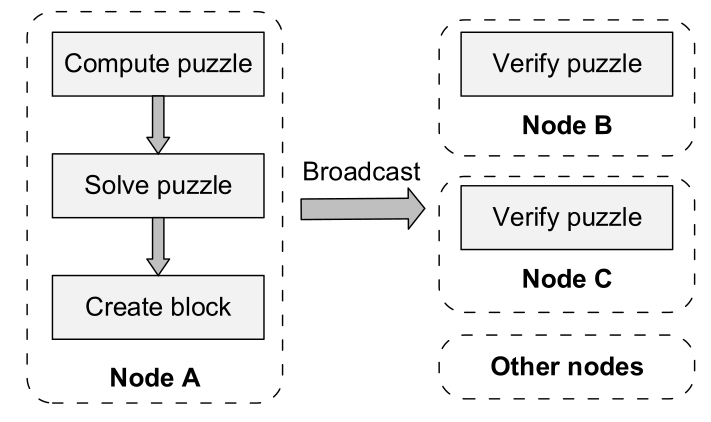 Compute puzzle
Solve puzzle
Create block
Node A
Broadcast
Verify puzzle
Node B
Verify puzzle
Node C
Other nodes